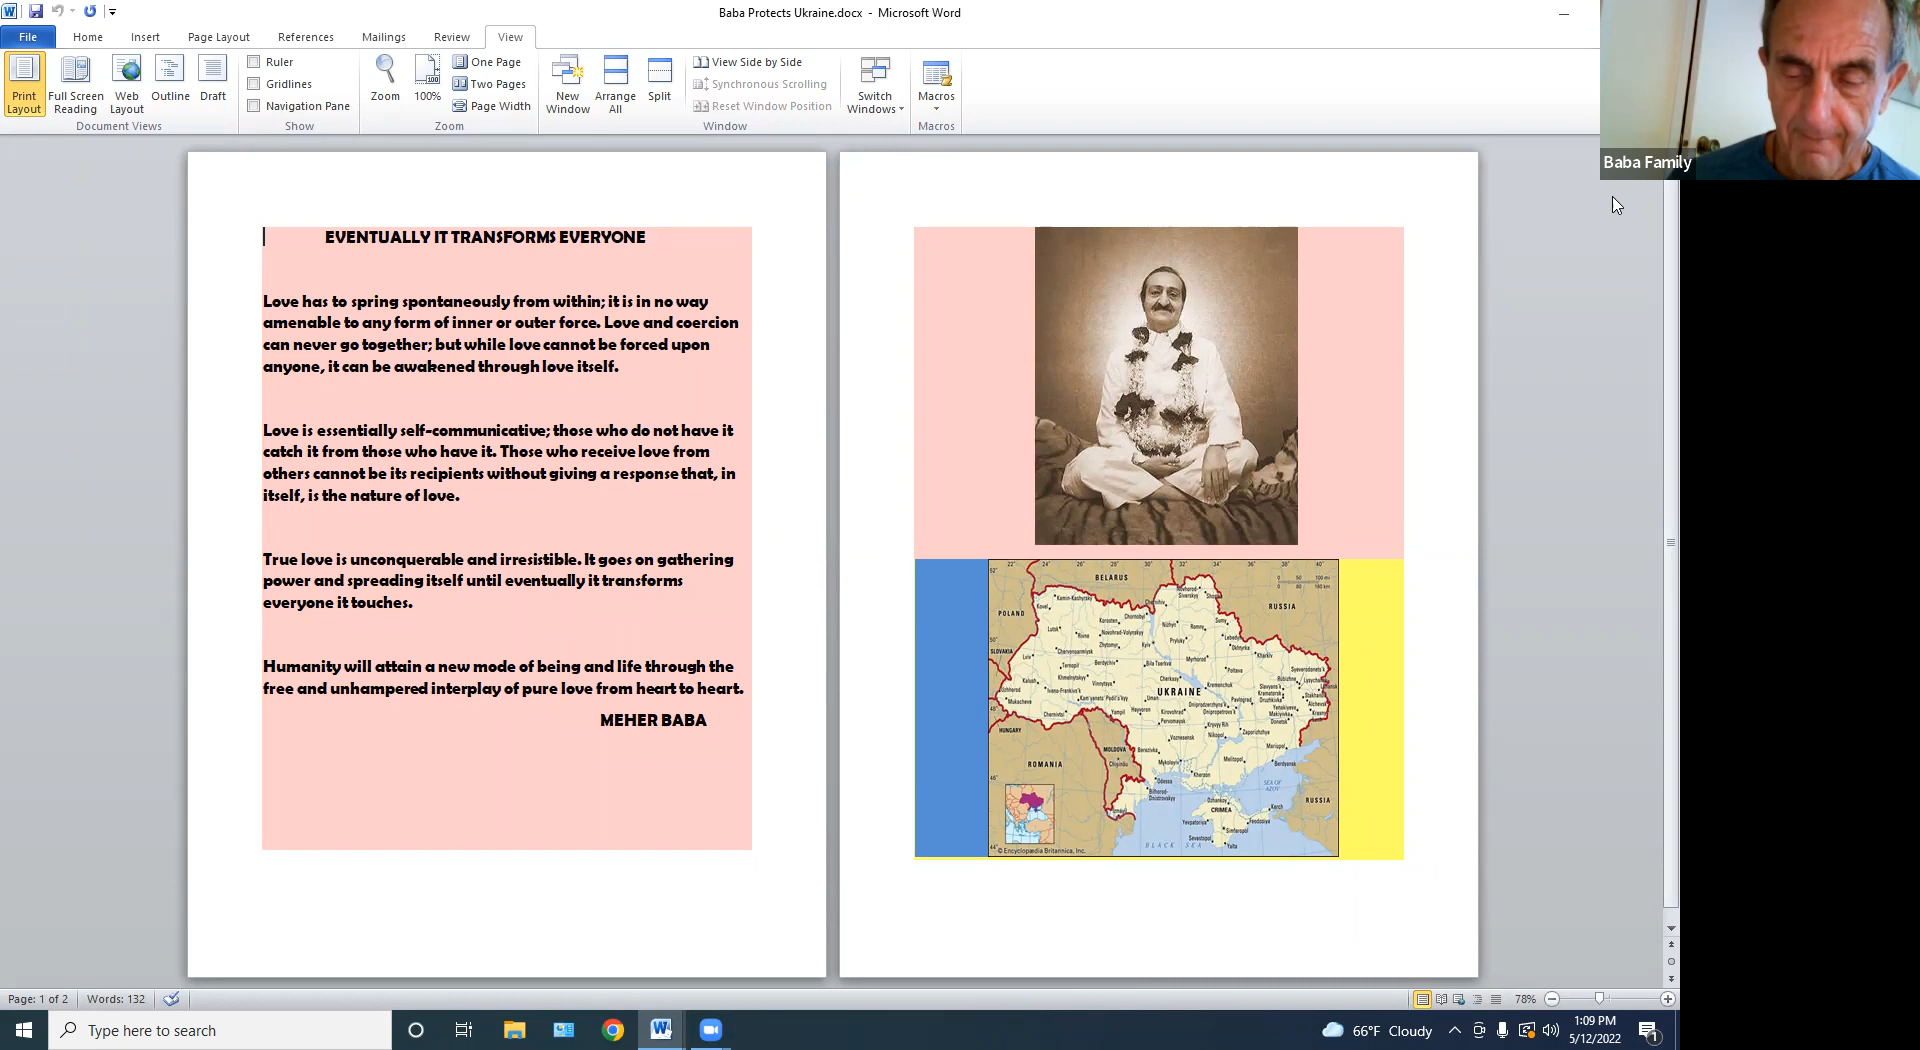 Baba Protects Ukraine.docx - Microsoft Word
File Home Insert Page Layout References Mailings Review View
Print Layout
Full Screen Reading
Web Layout
Outline
Draft
Document Views
Ruler
Gridlines
Navigation Pane
Show
Zoom
100%
One Page
Two Pages
Page Width
Zoom
New Window
Arrange All
Split
View Side by Side
Synchronous Scrolling
Reset Window Position
Window
Switch Windows
Macros
Macros
Baba Family
EVENTUALLY IT TRANSFORMS EVERYONE
Love has to spring spontaneously from within; it is in no way
amenable to any form of inner or outer force. Love and coercion
can never go together; but while love cannot be forced upon
anyone, it can be awakened through love itself.
Love is essentially self-communicative; those who do not have it
catch it from those who have it. Those who receive love from
others cannot be its recipients without giving a response that, in
itself, is the nature of love.
True love is unconquerable and irresistible. It goes on gathering
power and spreading itself until eventually it transforms
everyone it touches.
Humanity will attain a new mode of being and life through the
free and unhampered interplay of pure love from heart to heart.
MEHER BABA
BELARUS
POLAND
RUSSIA
SLOVAKIA
UKRAINE
HUNGARY
MOLDOVA
ROMANIA
SEA OF AZOV
RUSSIA
CRIMEA
BLACK SEA
© Encyclopædia Britannica, Inc.
Page: 1 of 2 Words: 132
78%
Type here to search
66°F Cloudy
1:09 PM
5/12/2022
1